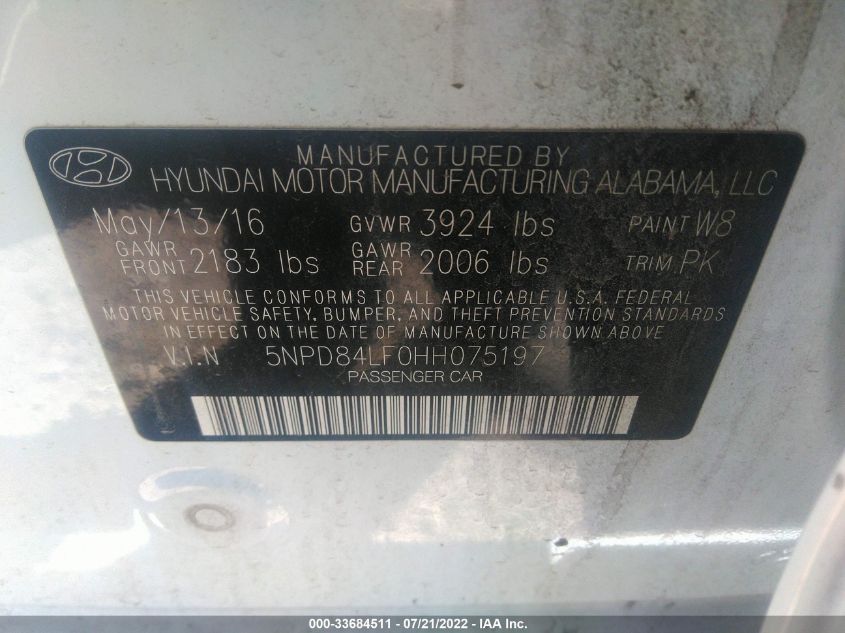 MANUFACTURED BY
HYUNDAI MOTOR MANUFACTURING ALABAMA, LLC
May/13/16 GVWR 3924 lbs PAINT W8
GAWR FRONT 2183 lbs GAWR REAR 2006 lbs TRIM PK
THIS VEHICLE CONFORMS TO ALL APPLICABLE U.S.A. FEDERAL
MOTOR VEHICLE SAFETY, BUMPER, AND THEFT PREVENTION STANDARDS
IN EFFECT ON THE DATE OF MANUFACTURE SHOWN ABOVE
V.I.N 5NPD84LF0HH075197
PASSENGER CAR
000-33684511 - 07/21/2022 - IAA, Inc.